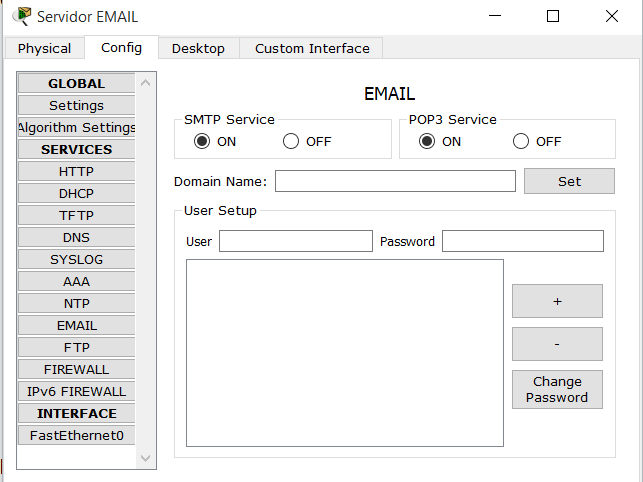 Servidor EMAIL
Physical Config Desktop Custom Interface
GLOBAL
Settings
Algorithm Settings
SERVICES
HTTP
DHCP
TFTP
DNS
SYSLOG
AAA
NTP
EMAIL
FTP
FIREWALL
IPv6 FIREWALL
INTERFACE
FastEthernet0
EMAIL
SMTP Service
ON OFF
POP3 Service
ON OFF
Domain Name: Set
User Setup
User Password
+
-
Change
Password